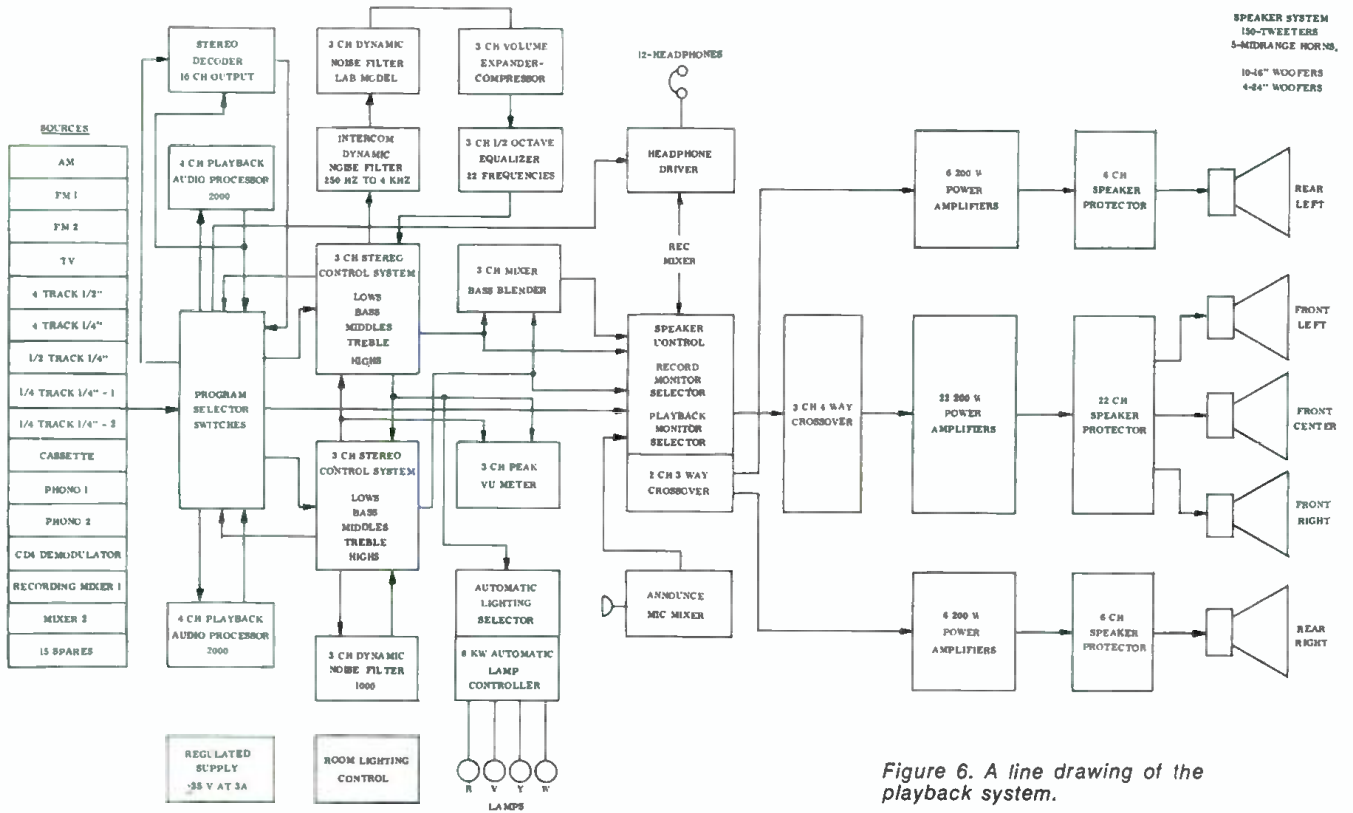 SPEAKER SYSTEM
150-TWEETERS
5-MIDRANGE HORNS,
10-16" WOOFERS
4-24" WOOFERS
SOURCES
AM
FM 1
FM 2
TV
4 TRACK 1/2"
4 TRACK 1/4"
1/2 TRACK 1/4"
1/4 TRACK 1/4" - 1
1/4 TRACK 1/4" - 2
CASSETTE
PHONO 1
PHONO 2
CD4 DEMODULATOR
RECORDING MIXER 1
MIXER 2
15 SPARES
STEREO
DECODER
16 CH OUTPUT
4 CH PLAYBACK
AUDIO PROCESSOR
2000
PROGRAM
SELECTOR
SWITCHES
4 CH PLAYBACK
AUDIO PROCESSOR
2000
REGULATED
SUPPLY
-35 V AT 3A
3 CH DYNAMIC
NOISE FILTER
LAB MODEL
INTERCOM
DYNAMIC
NOISE FILTER
250 HZ TO 4 KHZ
3 CH STEREO
CONTROL SYSTEM
LOWS
BASS
MIDDLES
TREBLE
HIGHS
3 CH STEREO
CONTROL SYSTEM
LOWS
BASS
MIDDLES
TREBLE
HIGHS
3 CH DYNAMIC
NOISE FILTER
1000
ROOM LIGHTING
CONTROL
3 CH VOLUME
EXPANDER-
COMPRESSOR
3 CH 1/2 OCTAVE
EQUALIZER
22 FREQUENCIES
3 CH MIXER
BASS BLENDER
3 CH PEAK
VU METER
AUTOMATIC
LIGHTING
SELECTOR
AUTOMATIC
LAMP
CONTROLLER
R V Y W
LAMPS
12-HEADPHONES
HEADPHONE
DRIVER
REC
MIXER
SPEAKER
CONTROL
RECORD
MONITOR
SELECTOR
PLAYBACK
MONITOR
SELECTOR
2 CH 3 WAY
CROSSOVER
ANNOUNCE
MIC MIXER
3 CH 4 WAY
CROSSOVER
6 200 W
POWER
AMPLIFIERS
22 200 W
POWER
AMPLIFIERS
6 200 W
POWER
AMPLIFIERS
6 CH
SPEAKER
PROTECTOR
22 CH
SPEAKER
PROTECTOR
6 CH
SPEAKER
PROTECTOR
REAR
LEFT
FRONT
LEFT
FRONT
CENTER
FRONT
RIGHT
REAR
RIGHT
Figure 6. A line drawing of the
playback system.